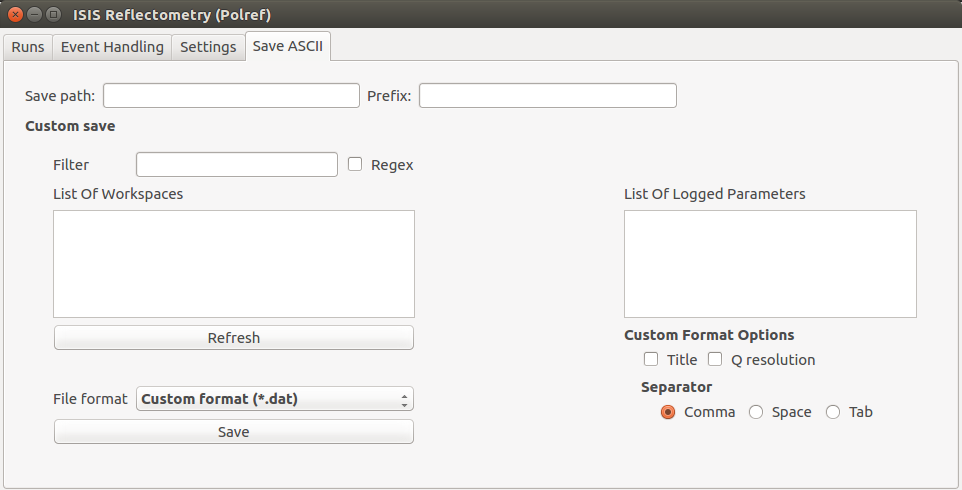 ISIS Reflectometry (Polref)
Runs Event Handling Settings Save ASCII
Save path: Prefix:
Custom save
Filter Regex
List Of Workspaces List Of Logged Parameters
Refresh
Custom Format Options
Title Q resolution
Separator
File format Custom format (*.dat)
Comma Space Tab
Save